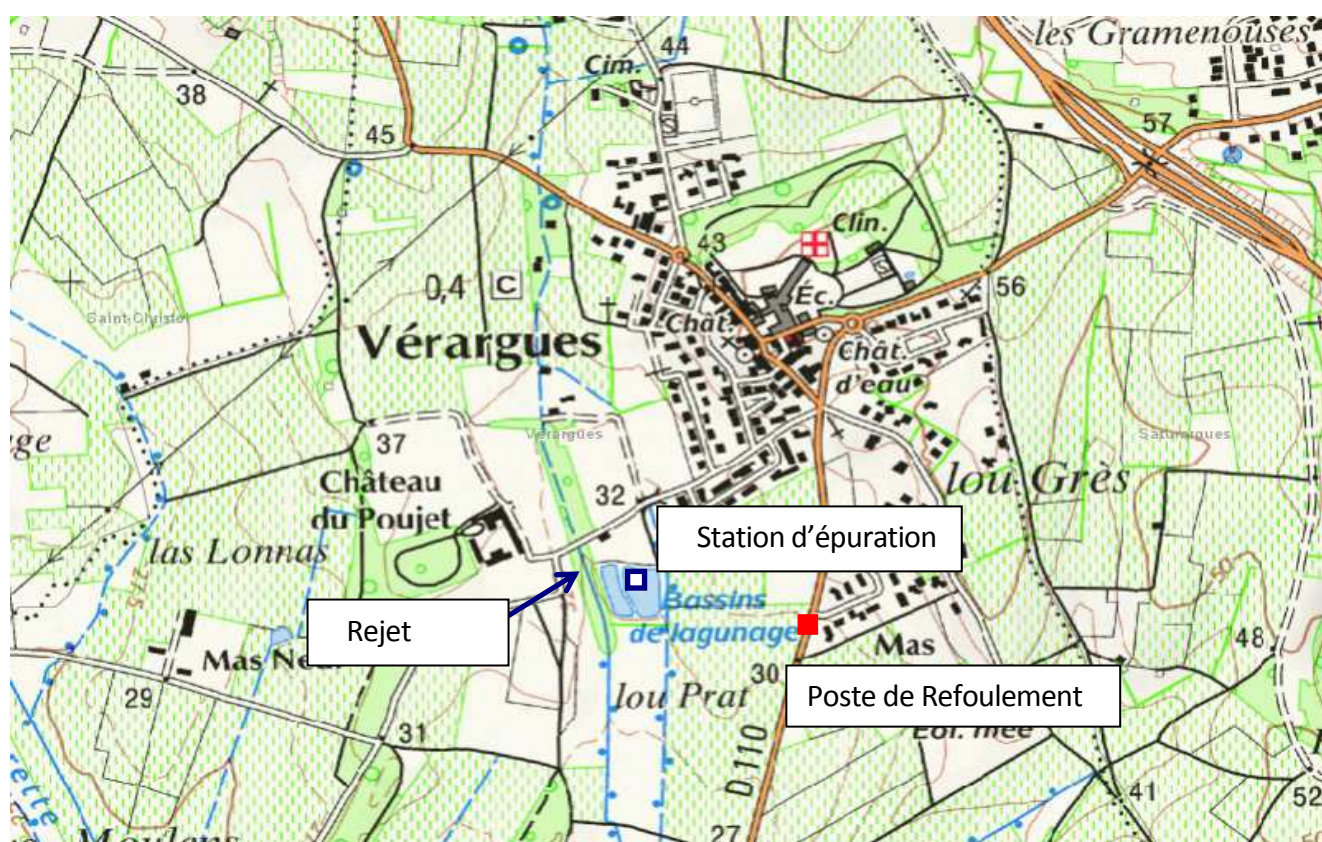 les Gramenouses
44
Cim.
38
57
45
Clin.
43
0,4 C
56
Éc.
Saint-Christol
Vérargues
Chât.
Chât.
d'eau
Vérargues
Saturargues
ge
37
Château
du Poujet
32
lou Grès
las Lonnas
Station d'épuration
50
Bassins
de lagunage
Rejet
Mas
48
Mas
29
30
lou Prat
Poste de Refoulement
31
D.110
41
52
27